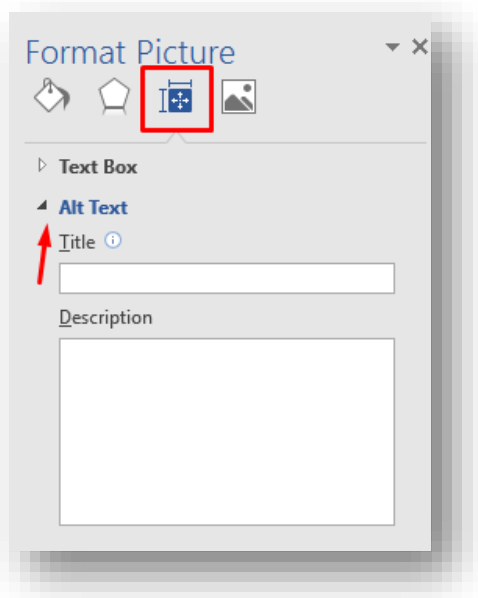 Format Picture
Text Box
Alt Text
Title
Description